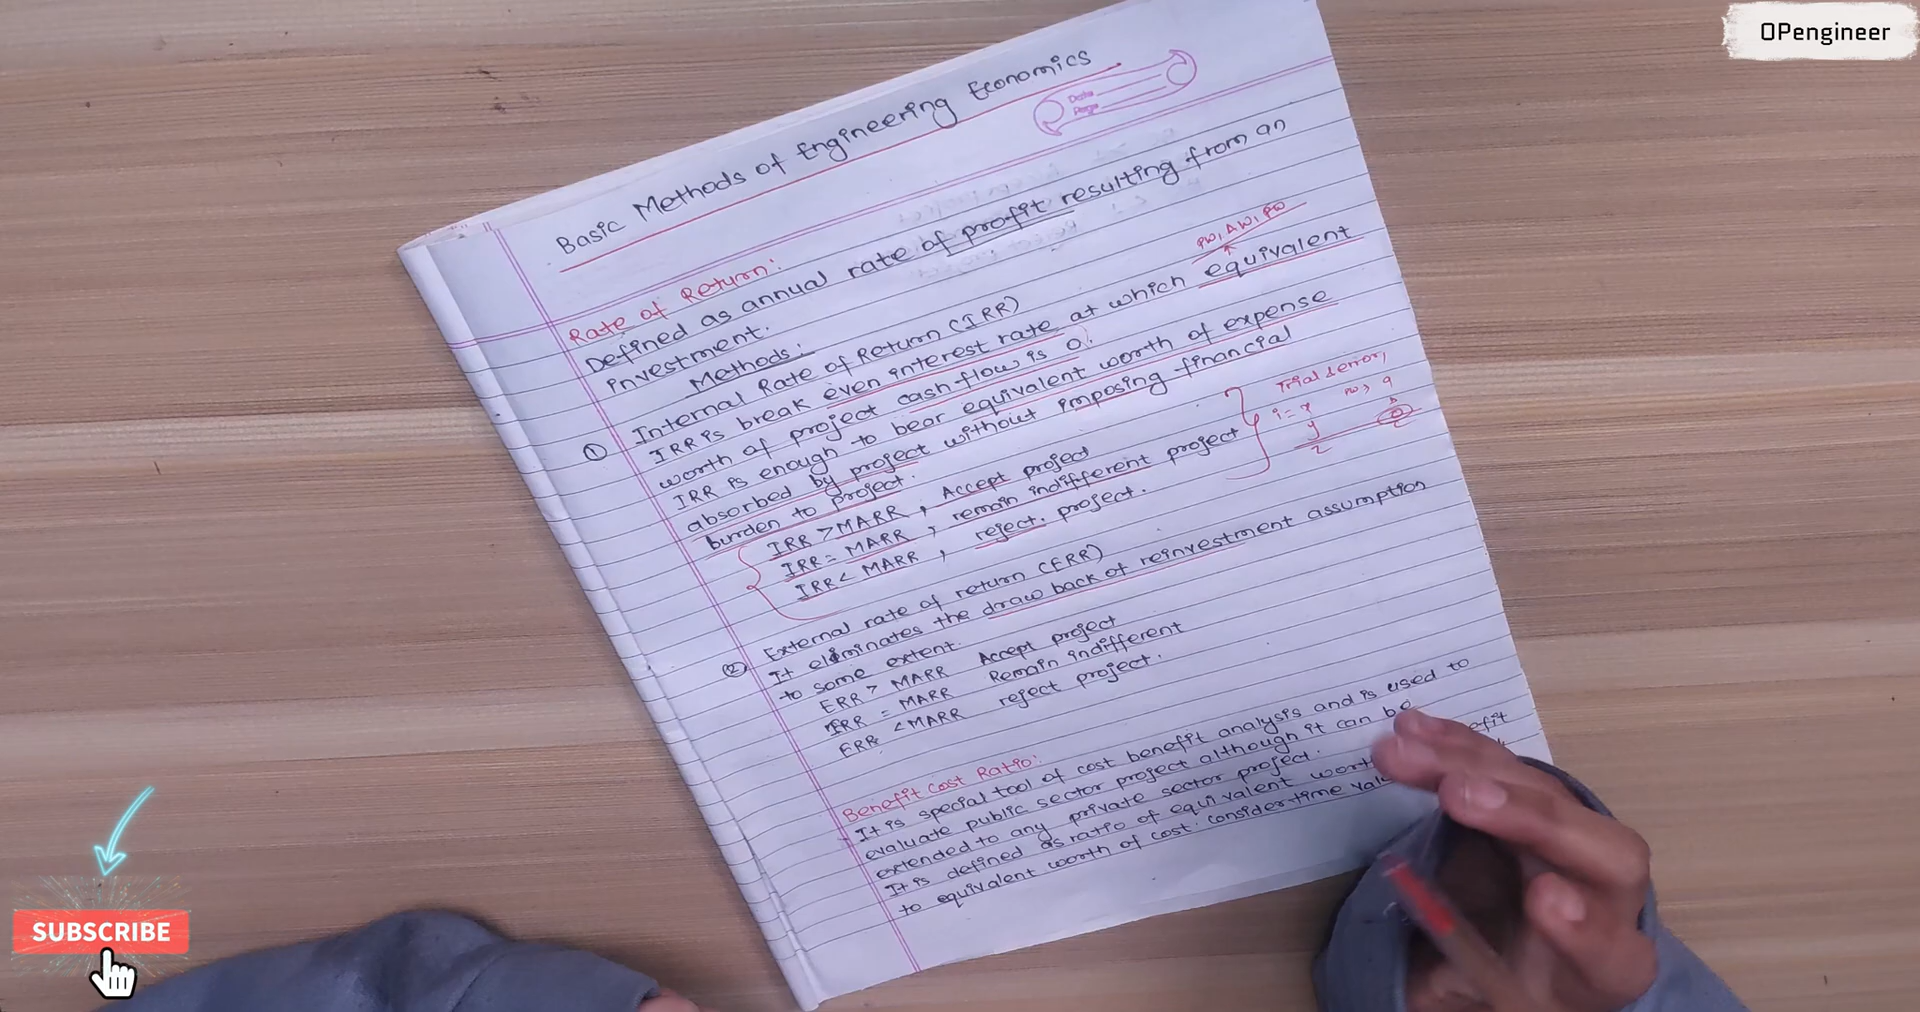 OPengineer
Basic Methods of Engineering Economics
Date
Page
Rate of Return:
Defined as annual rate of profit resulting from an
investment.
Methods:
① Internal Rate of Return (IRR)
PW, AW, FW
IRR is break even interest rate at which equivalent
worth of project cash flow is 0.
IRR is enough to bear equivalent worth of expense
absorbed by project without imposing financial
burden to project.
IRR > MARR, Accept project
IRR = MARR, remain indifferent project
IRR < MARR, reject project.
Trial & error,
i = x
y
② External rate of return (ERR)
It eliminates the draw back of reinvestment assumption
to some extent.
ERR > MARR Accept project
ERR = MARR Remain indifferent
ERR < MARR reject project.
Benefit Cost Ratio:
It is special tool of cost benefit analysis and is used to
evaluate public sector project although it can be
extended to any private sector project.
It is defined as ratio of equivalent
to equivalent worth of cost. consider time
SUBSCRIBE